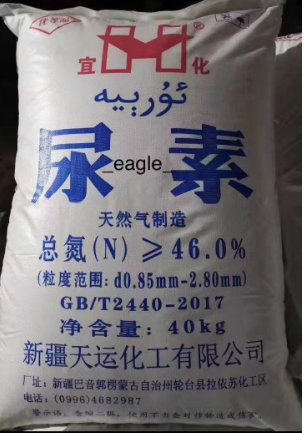 宜 化
®
ئۇرېيە
尿素
_eagle_
天然气制造
总氮(N)≥46.0%
(粒度范围: d0.85mm-2.80mm)
GB/T2440-2017
净含量: 40kg
新疆天运化工有限公司
厂址: 新疆巴音郭楞蒙古自治州轮台县拉依苏化工区
电话: (0996)4682987